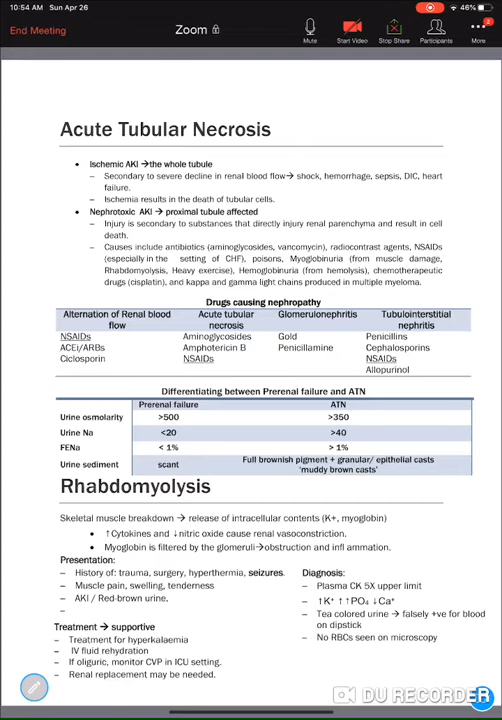 10:54 AM Sun Apr 26
46%
End Meeting
Zoom
Mute
Start Video
Stop Share
Participants
2
More
Acute Tubular Necrosis
• Ischemic AKI →the whole tubule
– Secondary to severe decline in renal blood flow→ shock, hemorrhage, sepsis, DIC, heart
failure.
– Ischemia results in the death of tubular cells.
• Nephrotoxic AKI → proximal tubule affected
– Injury is secondary to substances that directly injury renal parenchyma and result in cell
death.
– Causes include antibiotics (aminoglycosides, vancomycin), radiocontrast agents, NSAIDs
(especially in the setting of CHF), poisons, Myoglobinuria (from muscle damage,
Rhabdomyolysis, Heavy exercise), Hemoglobinuria (from hemolysis), chemotherapeutic
drugs (cisplatin), and kappa and gamma light chains produced in multiple myeloma.
Drugs causing nephropathy
Alternation of Renal blood flow | Acute tubular necrosis | Glomerulonephritis | Tubulointerstitial nephritis
NSAIDs Aminoglycosides Gold Penicillins
ACEi/ARBs Amphotericin B Penicillamine Cephalosporins
Ciclosporin NSAIDs NSAIDs
Allopurinol
Differentiating between Prerenal failure and ATN
Prerenal failure ATN
Urine osmolarity >500 >350
Urine Na <20 >40
FENa < 1% > 1%
Urine sediment scant Full brownish pigment + granular/ epithelial casts
'muddy brown casts'
Rhabdomyolysis
Skeletal muscle breakdown → release of intracellular contents (K+, myoglobin)
• ↑Cytokines and ↓nitric oxide cause renal vasoconstriction.
• Myoglobin is filtered by the glomeruli→obstruction and infl ammation.
Presentation:
– History of: trauma, surgery, hyperthermia, seizures.
– Muscle pain, swelling, tenderness
– AKI / Red-brown urine.
–
Treatment → supportive
– Treatment for hyperkalaemia
– IV fluid rehydration
– If oliguric, monitor CVP in ICU setting.
– Renal replacement may be needed.
Diagnosis:
– Plasma CK 5X upper limit
– ↑K⁺ ↑↑PO₄ ↓Ca⁺
– Tea colored urine → falsely +ve for blood
on dipstick
– No RBCs seen on microscopy
DU RECORDER